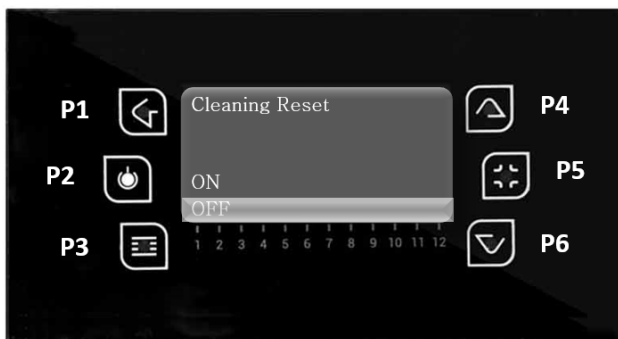 P1
P2
P3
Cleaning Reset
ON
OFF
1 2 3 4 5 6 7 8 9 10 11 12
P4
P5
P6